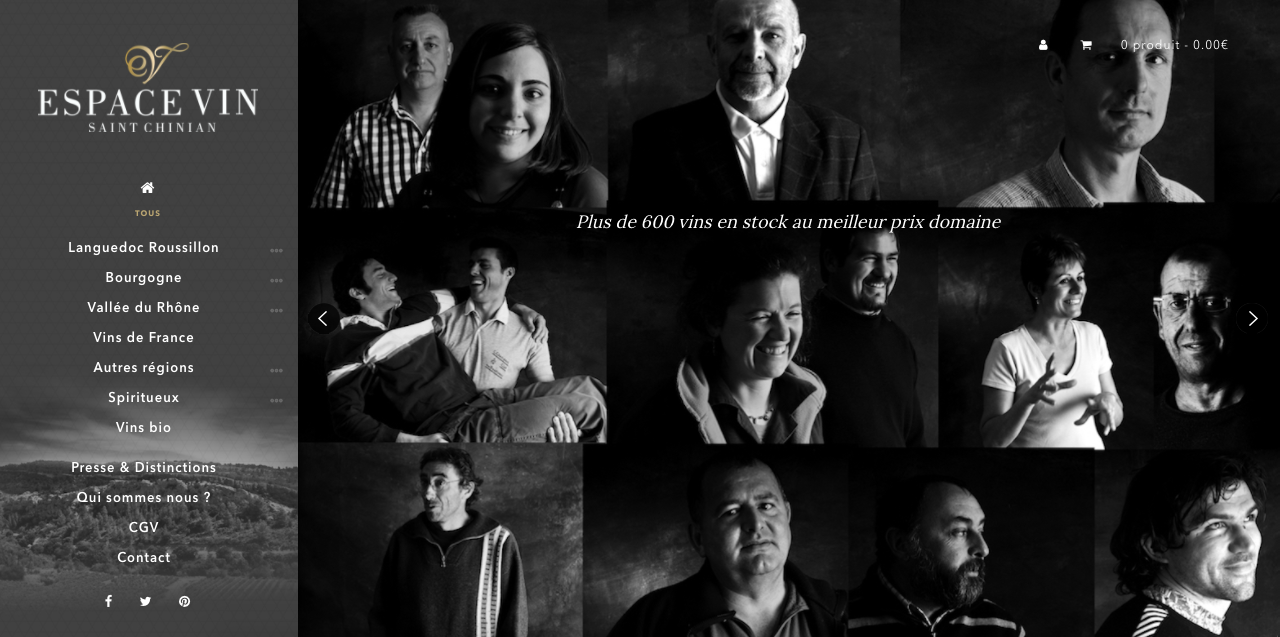 ESPACE VIN
SAINT CHINIAN
TOUS
Languedoc Roussillon
Bourgogne
Vallée du Rhône
Vins de France
Autres régions
Spiritueux
Vins bio
Presse & Distinctions
Qui sommes nous ?
CGV
Contact
0 produit - 0.00€
Plus de 600 vins en stock au meilleur prix domaine